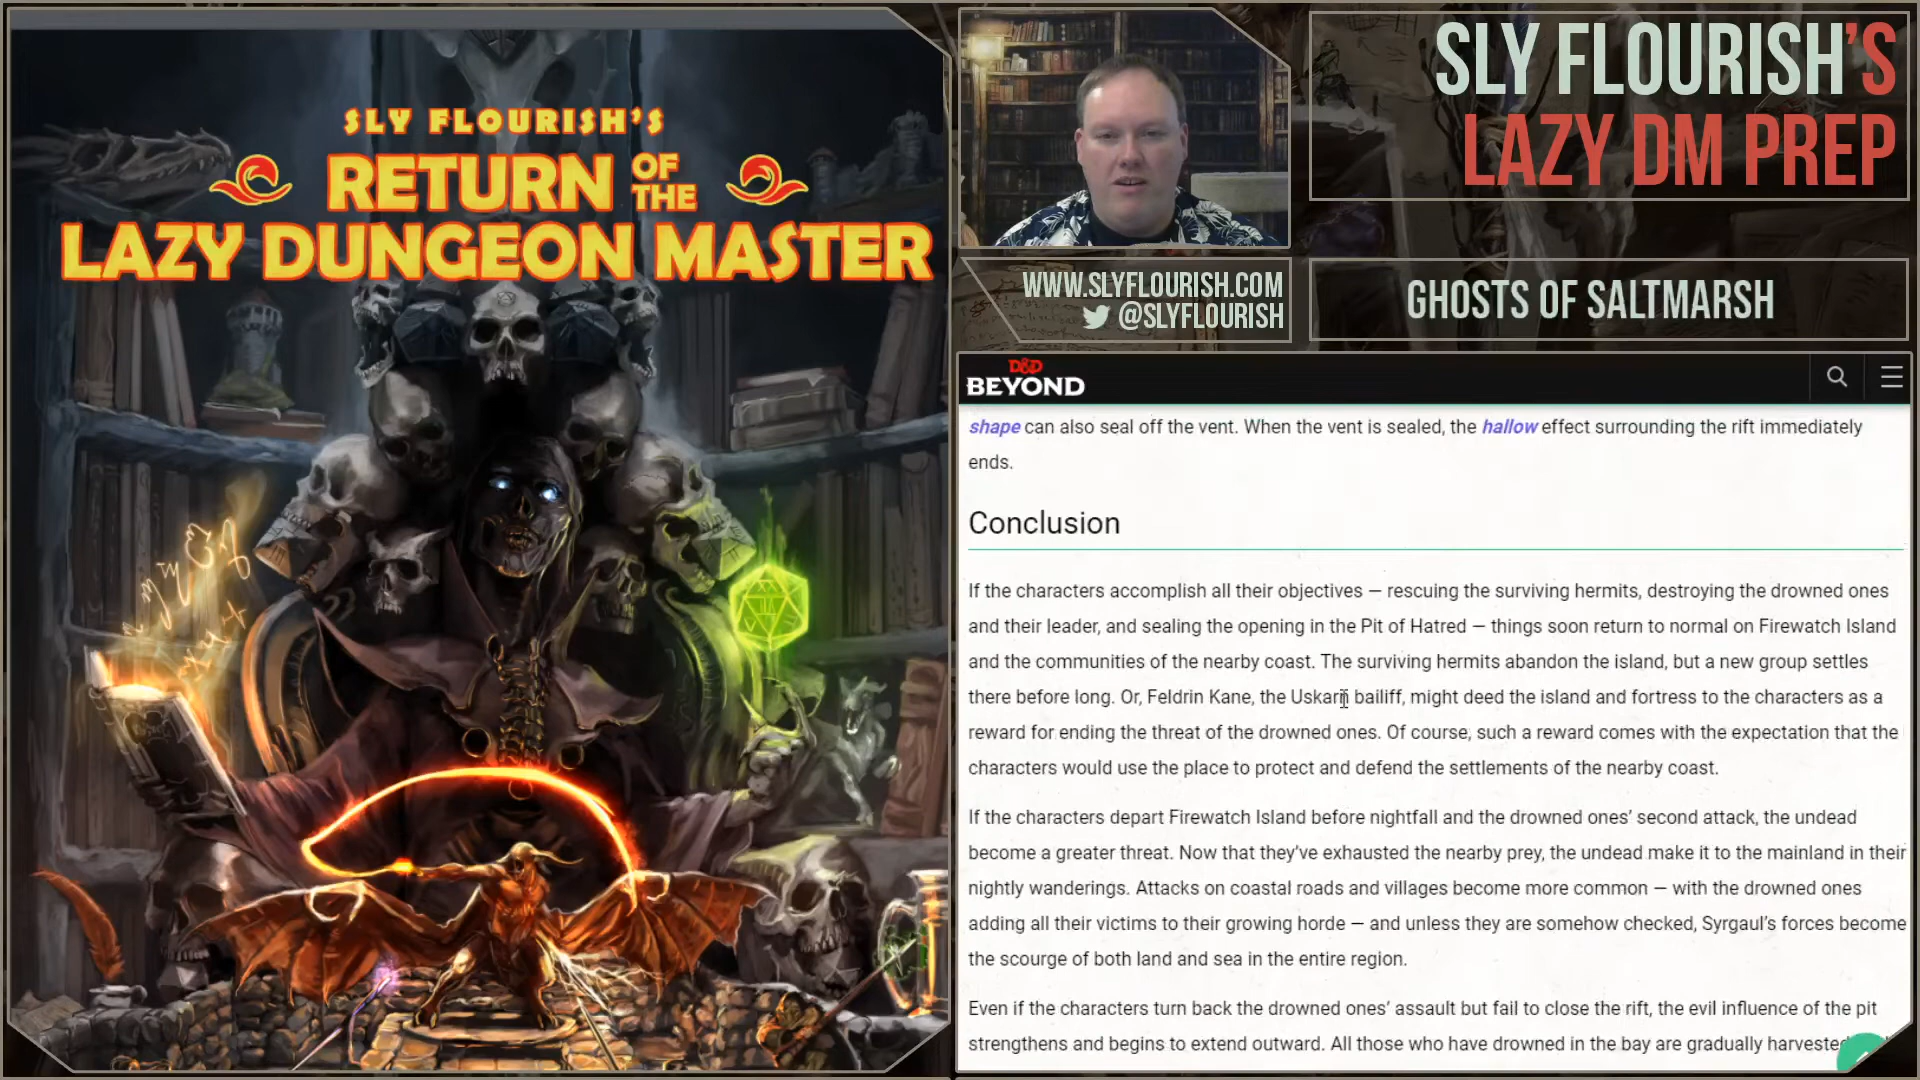 SLY FLOURISH'S
RETURN OF THE
LAZY DUNGEON MASTER
WWW.SLYFLOURISH.COM
@SLYFLOURISH
SLY FLOURISH'S
LAZY DM PREP
GHOSTS OF SALTMARSH
D&D
BEYOND
shape can also seal off the vent. When the vent is sealed, the hallow effect surrounding the rift immediately
ends.
Conclusion
If the characters accomplish all their objectives — rescuing the surviving hermits, destroying the drowned ones
and their leader, and sealing the opening in the Pit of Hatred — things soon return to normal on Firewatch Island
and the communities of the nearby coast. The surviving hermits abandon the island, but a new group settles
there before long. Or, Feldrin Kane, the Uskarn bailiff, might deed the island and fortress to the characters as a
reward for ending the threat of the drowned ones. Of course, such a reward comes with the expectation that the
characters would use the place to protect and defend the settlements of the nearby coast.
If the characters depart Firewatch Island before nightfall and the drowned ones' second attack, the undead
become a greater threat. Now that they've exhausted the nearby prey, the undead make it to the mainland in their
nightly wanderings. Attacks on coastal roads and villages become more common — with the drowned ones
adding all their victims to their growing horde — and unless they are somehow checked, Syrgaul's forces become
the scourge of both land and sea in the entire region.
Even if the characters turn back the drowned ones' assault but fail to close the rift, the evil influence of the pit
strengthens and begins to extend outward. All those who have drowned in the bay are gradually harvested